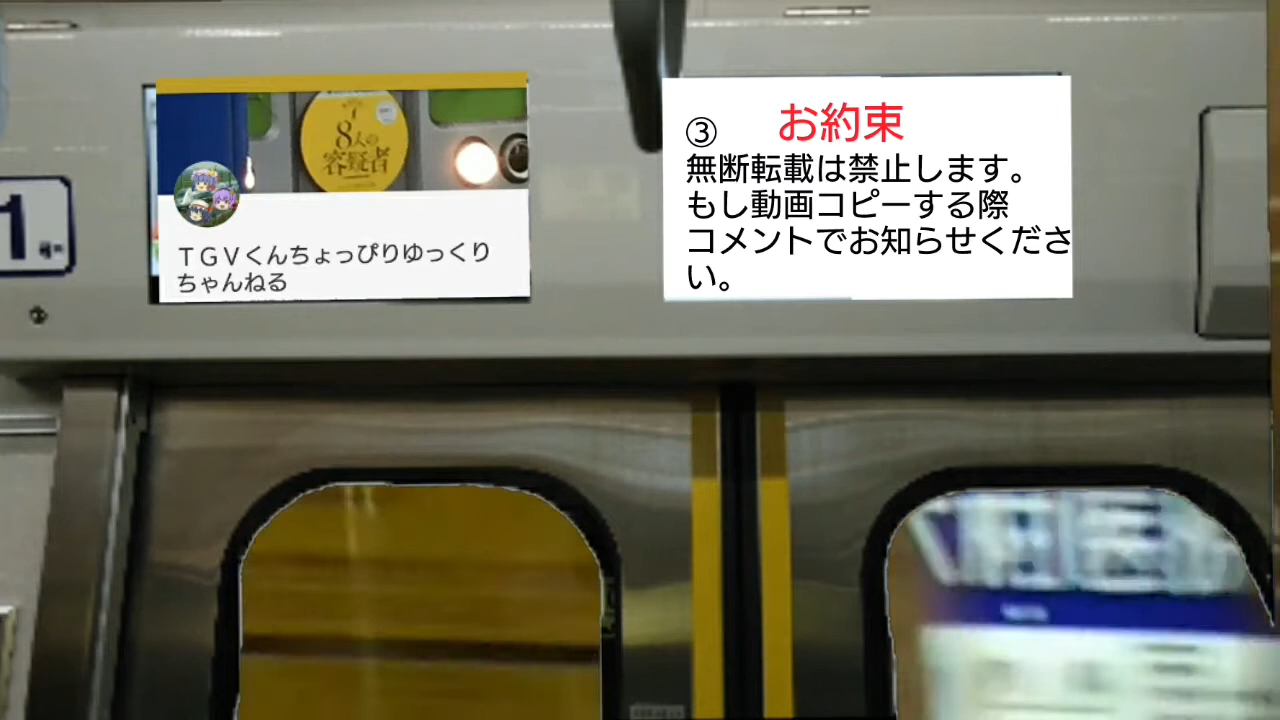 1
8人の
容疑者
TGVくんちょっぴりゆっくり
ちゃんねる
③ お約束
無断転載は禁止します。
もし動画コピーする際
コメントでお知らせくださ
い。